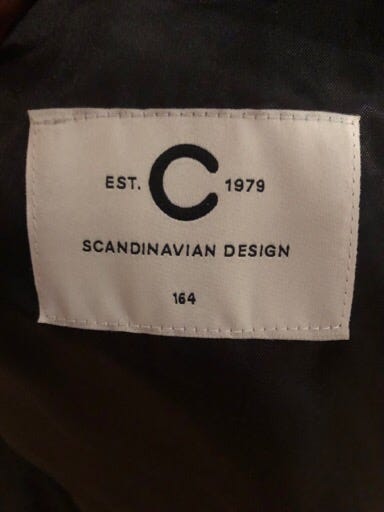 EST. C 1979
SCANDINAVIAN DESIGN
164